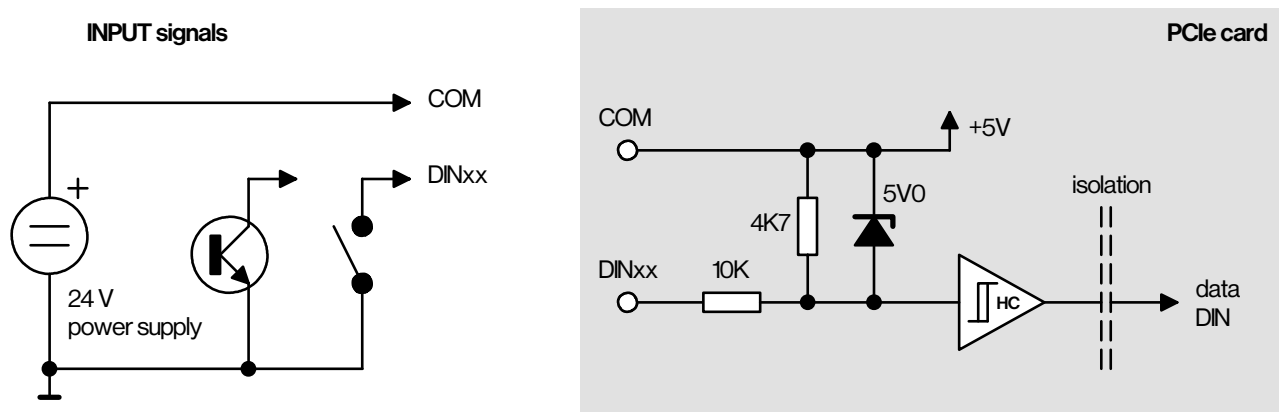 INPUT signals
COM
DINxx
+
24 V
power supply
PCIe card
COM
+5V
isolation
5V0
4K7
DINxx
10K
HC
data
DIN